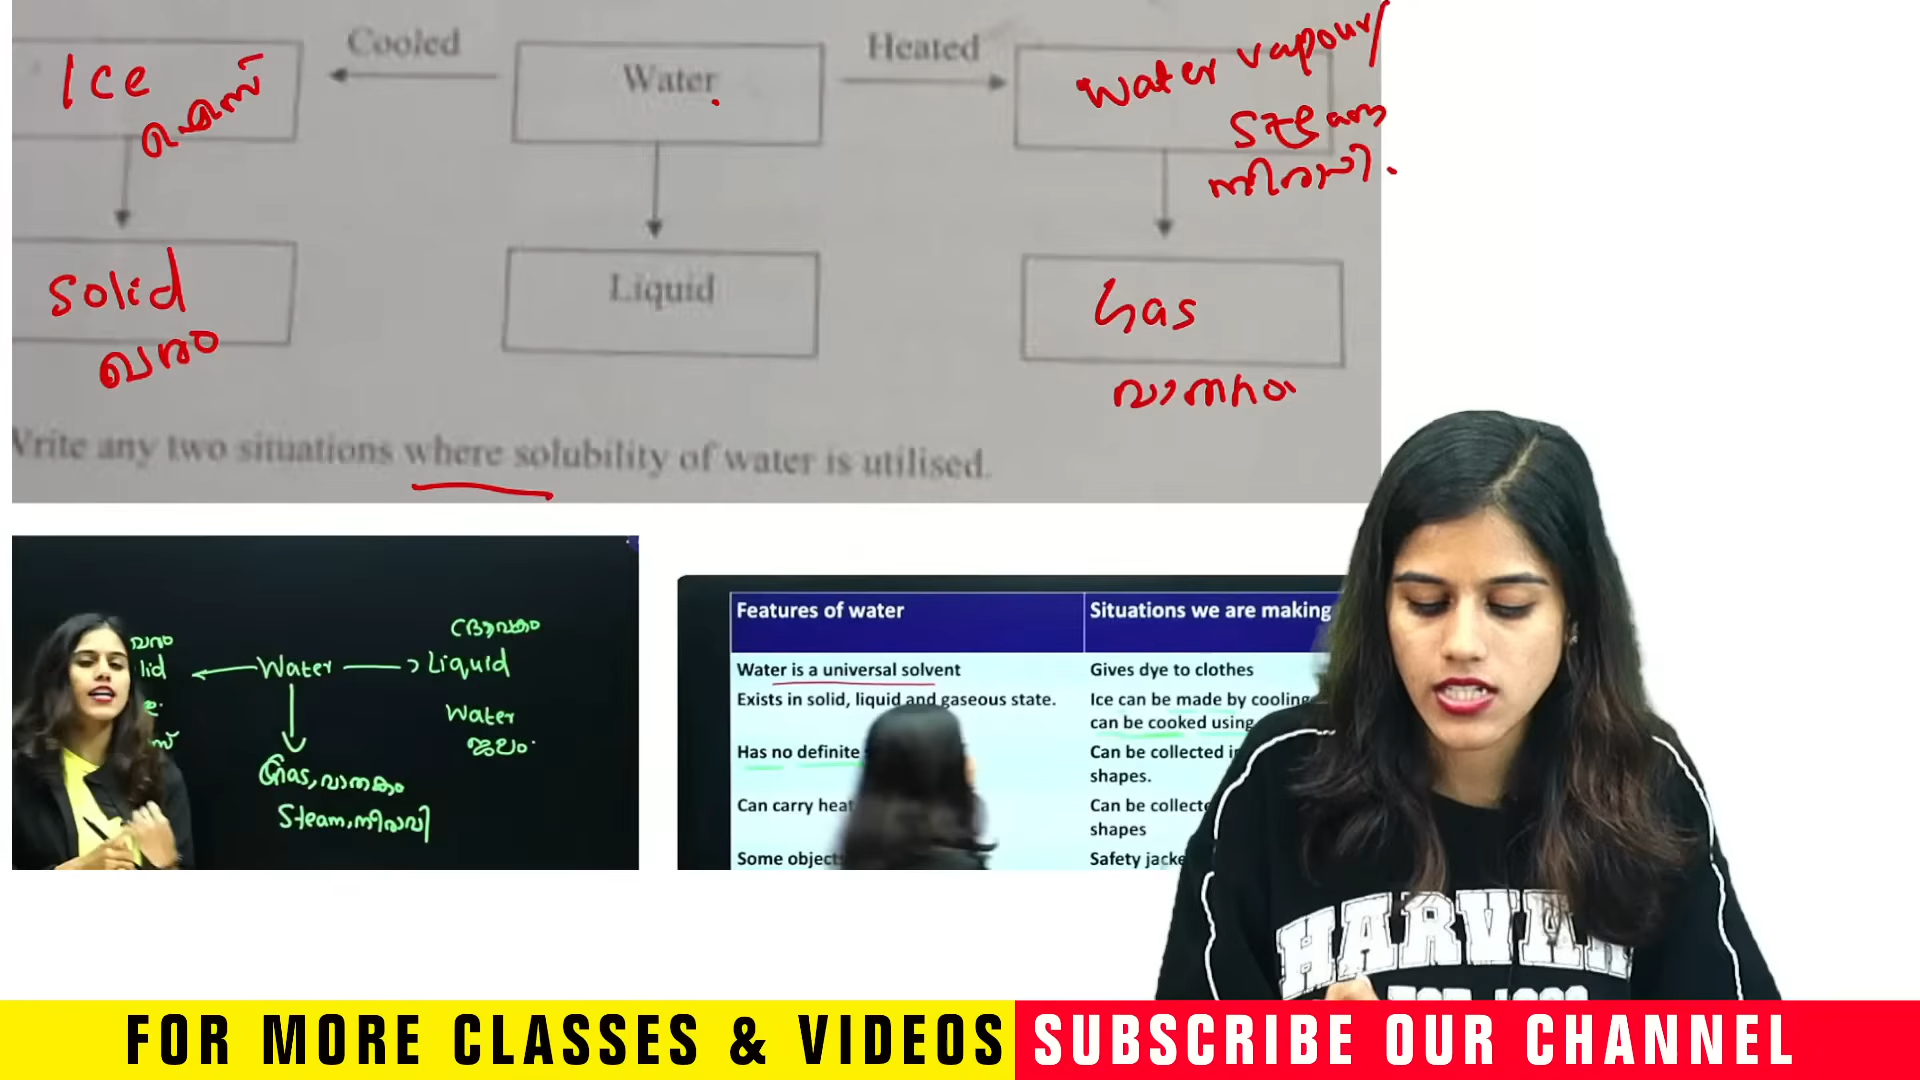 Ice
ഐസ്
Cooled
Water
Heated
Water vapour/
Steam
നീരാവി.
Solid
ഖരം
Liquid
Gas
വാതകം
Write any two situations where solubility of water is utilised.
ഖരം
lid
Water
ദ്രാവകം
Liquid
Water
ജലം
Gas, വാതകം
Steam, നീരാവി
Features of water
Situations we are making
Water is a universal solvent
Gives dye to clothes
Exists in solid, liquid and gaseous state.
Ice can be made by cooling
can be cooked using
Has no definite
Can be collected in
shapes.
Can carry heat
Can be collecte
shapes
Some objects
Safety jacke
HARVARD
FOR MORE CLASSES & VIDEOS SUBSCRIBE OUR CHANNEL